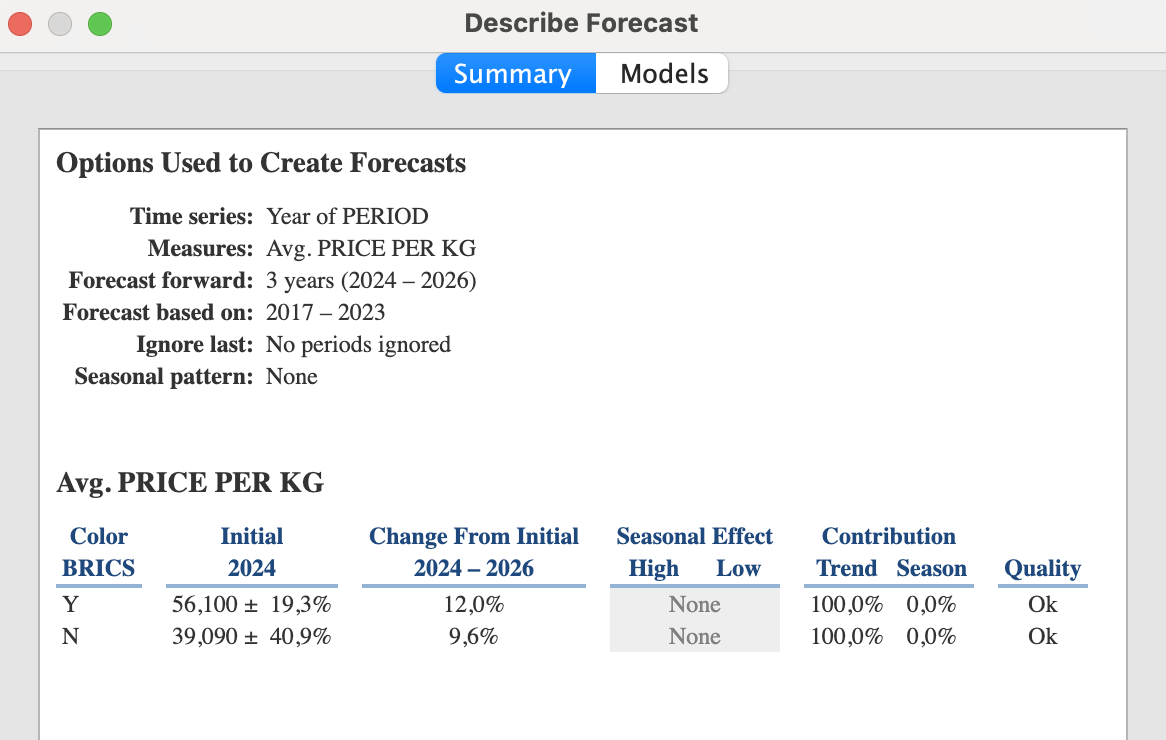 Describe Forecast
Summary Models
Options Used to Create Forecasts
Time series: Year of PERIOD
Measures: Avg. PRICE PER KG
Forecast forward: 3 years (2024 – 2026)
Forecast based on: 2017 – 2023
Ignore last: No periods ignored
Seasonal pattern: None
Avg. PRICE PER KG
Color Initial Change From Initial Seasonal Effect Contribution
BRICS 2024 2024 – 2026 High Low Trend Season Quality
Y 56,100 ± 19,3% 12,0% None 100,0% 0,0% Ok
N 39,090 ± 40,9% 9,6% None 100,0% 0,0% Ok